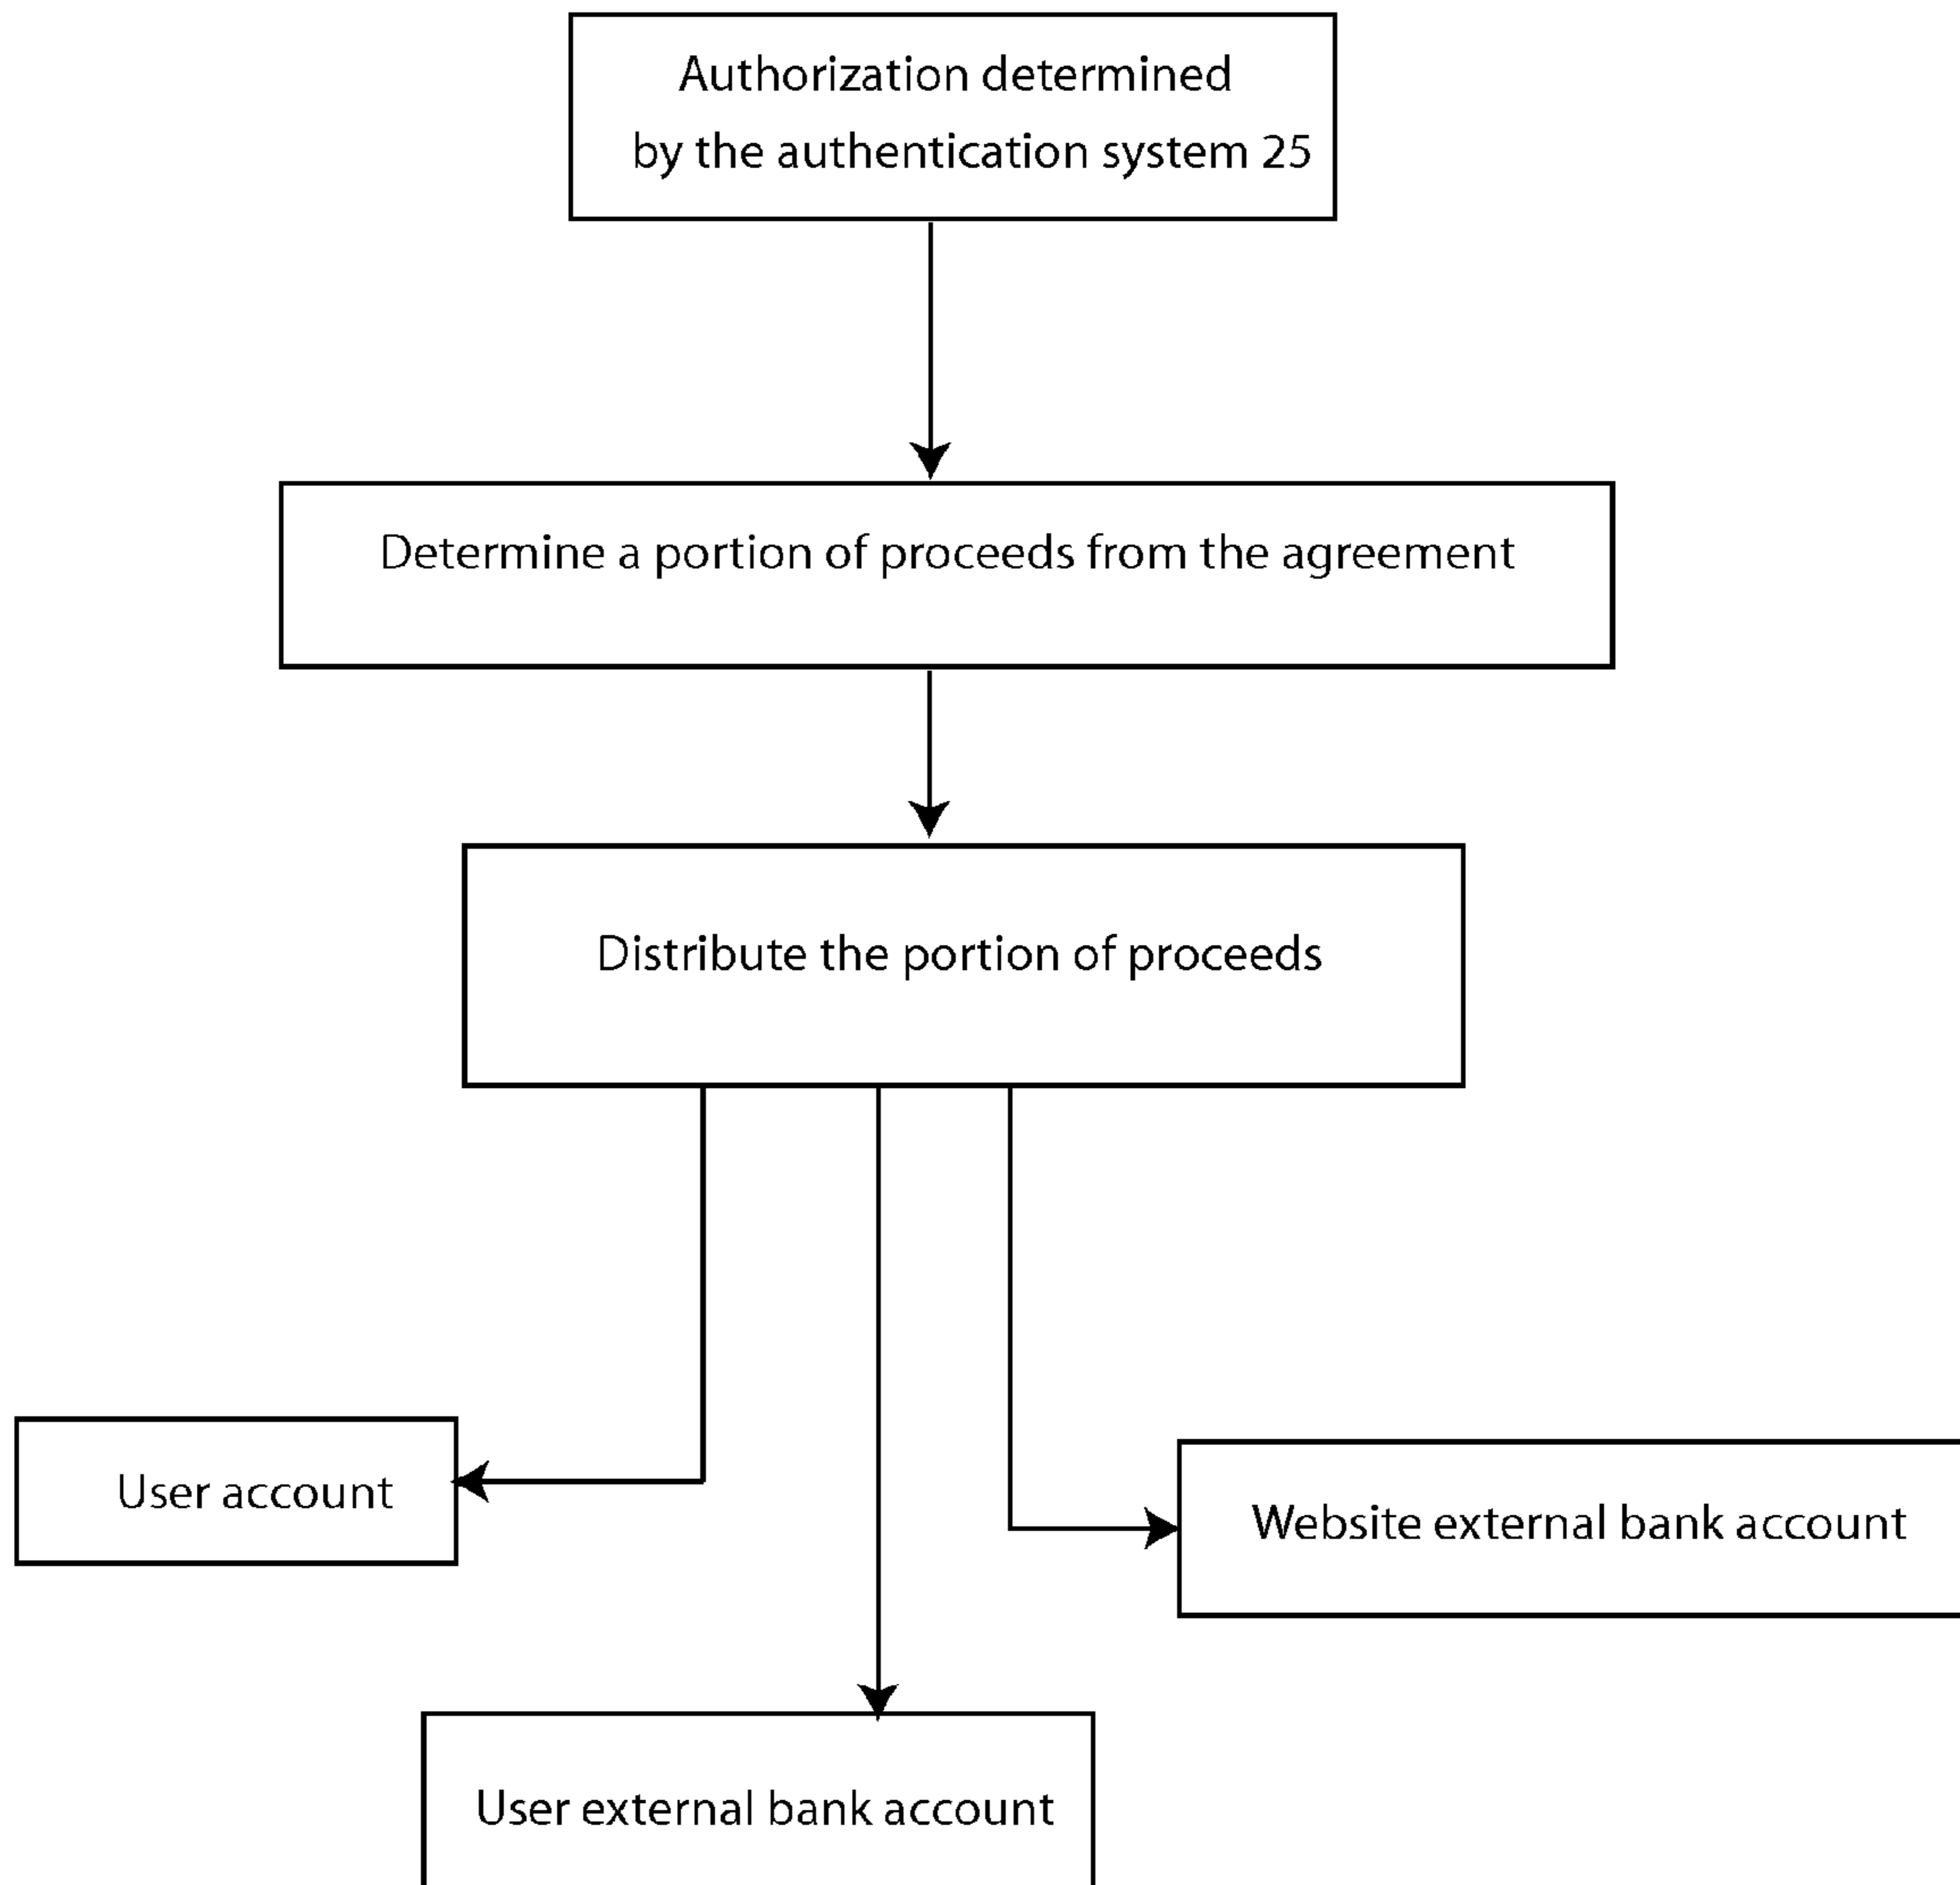 Authorization determined
by the authentication system 25
Determine a portion of proceeds from the agreement
Distribute the portion of proceeds
User account
Website external bank account
User external bank account